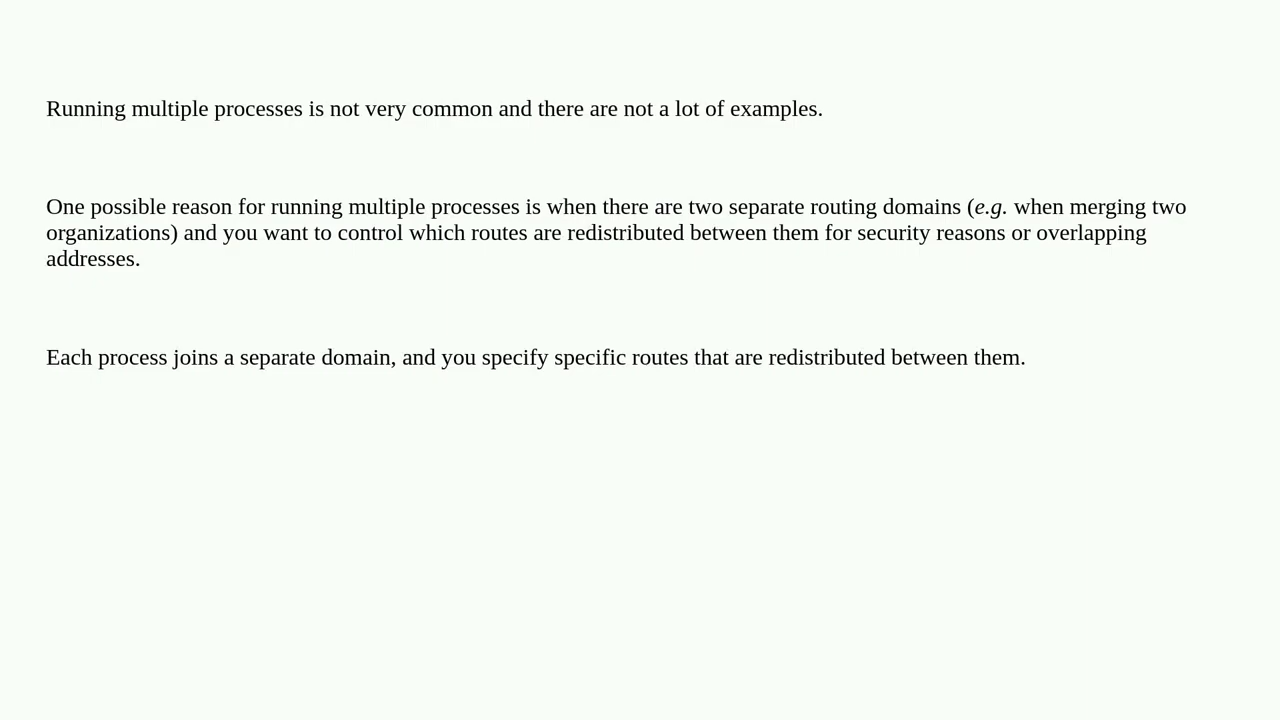 Running multiple processes is not very common and there are not a lot of examples.
One possible reason for running multiple processes is when there are two separate routing domains (e.g. when merging two
organizations) and you want to control which routes are redistributed between them for security reasons or overlapping
addresses.
Each process joins a separate domain, and you specify specific routes that are redistributed between them.